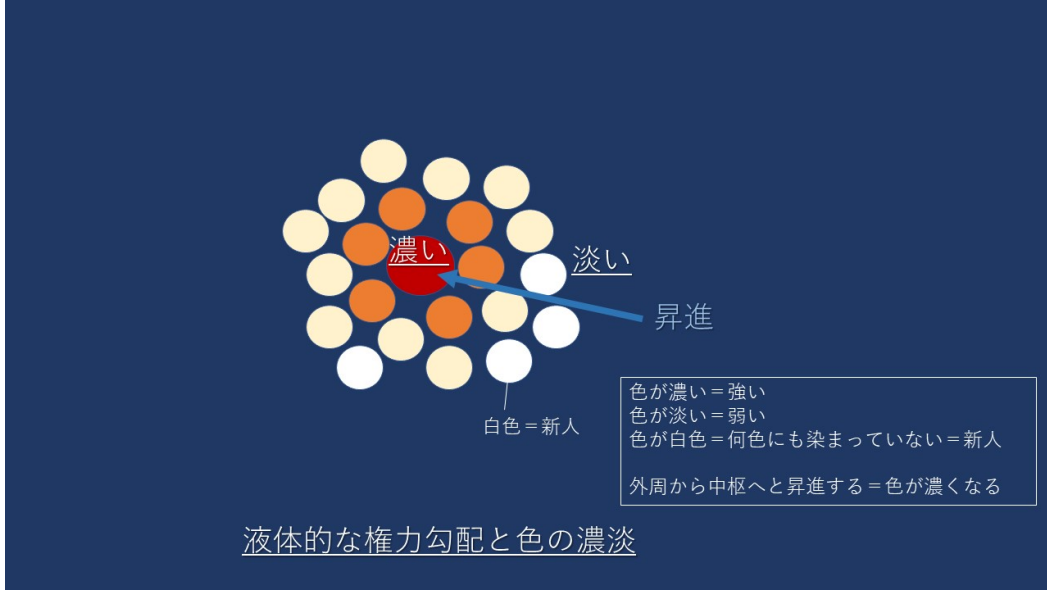 濃い
淡い
昇進
白色＝新人
色が濃い＝強い
色が淡い＝弱い
色が白色＝何色にも染まっていない＝新人
外周から中枢へと昇進する＝色が濃くなる
液体的な権力勾配と色の濃淡